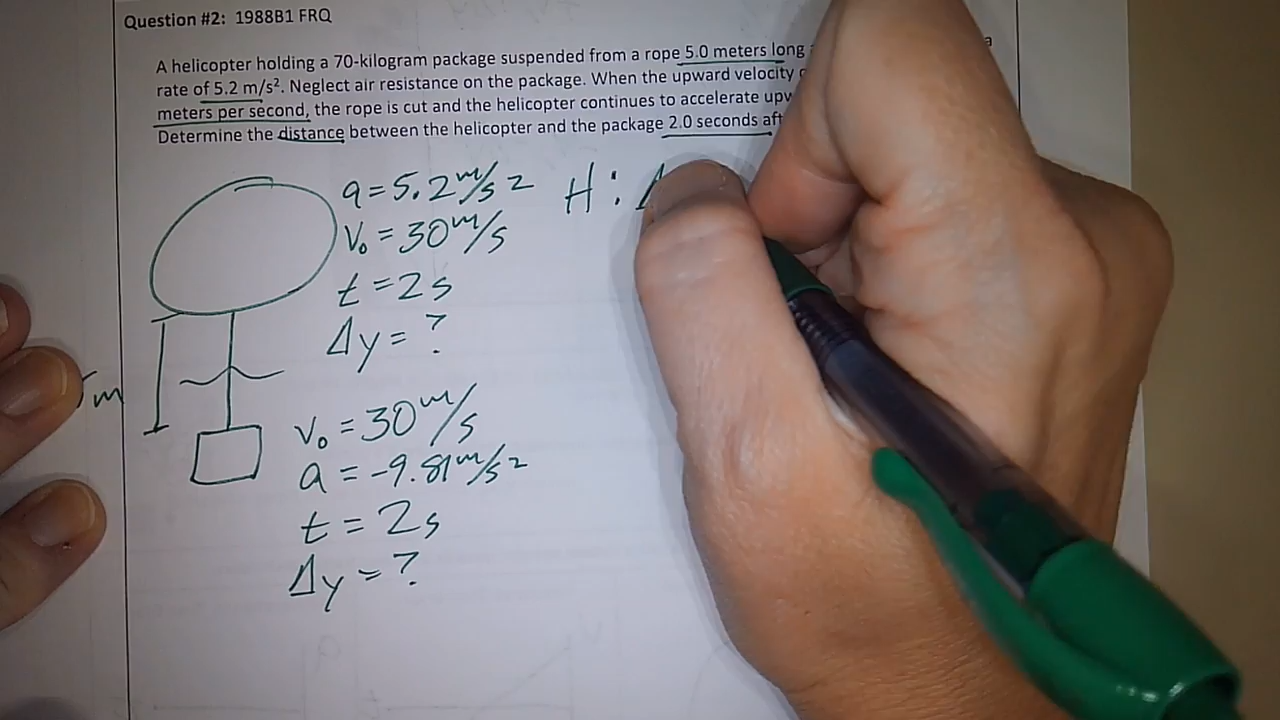 Question #2: 1988B1 FRQ
A helicopter holding a 70-kilogram package suspended from a rope 5.0 meters long
rate of 5.2 m/s². Neglect air resistance on the package. When the upward velocity
meters per second, the rope is cut and the helicopter continues to accelerate
Determine the distance between the helicopter and the package 2.0 seconds
a = 5.2 m/s² H:
V₀ = 30 m/s
t = 2s
Δy = ?
m
V₀ = 30 m/s
a = -9.81 m/s²
t = 2s
Δy = ?